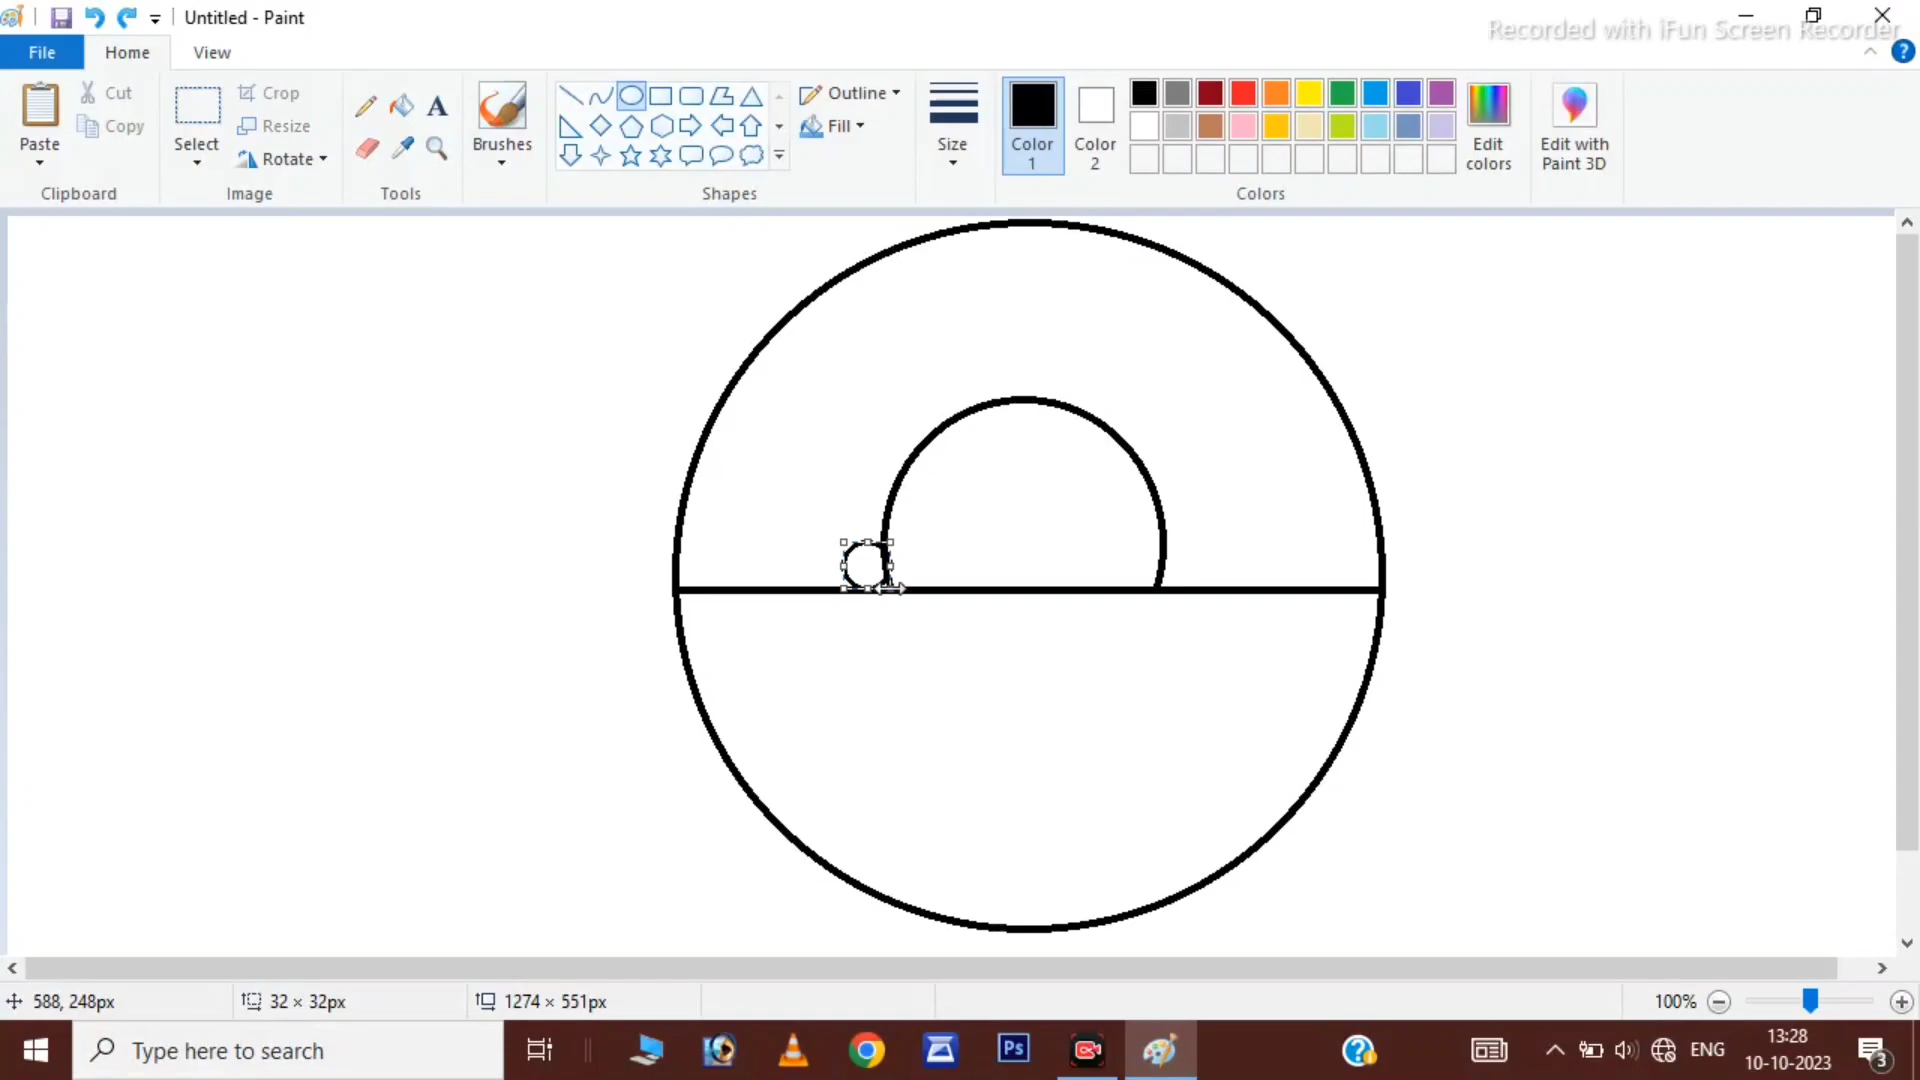 Untitled - Paint
Recorded with iFun Screen Recorder
File
Home
View
Paste
Cut
Copy
Clipboard
Select
Crop
Resize
Rotate
Image
A
Tools
Brushes
Outline
Fill
Shapes
Size
Color 1
Color 2
Edit colors
Colors
Edit with Paint 3D
588, 248px
32 × 32px
1274 × 551px
100%
Type here to search
Ps
ENG
13:28
10-10-2023
3